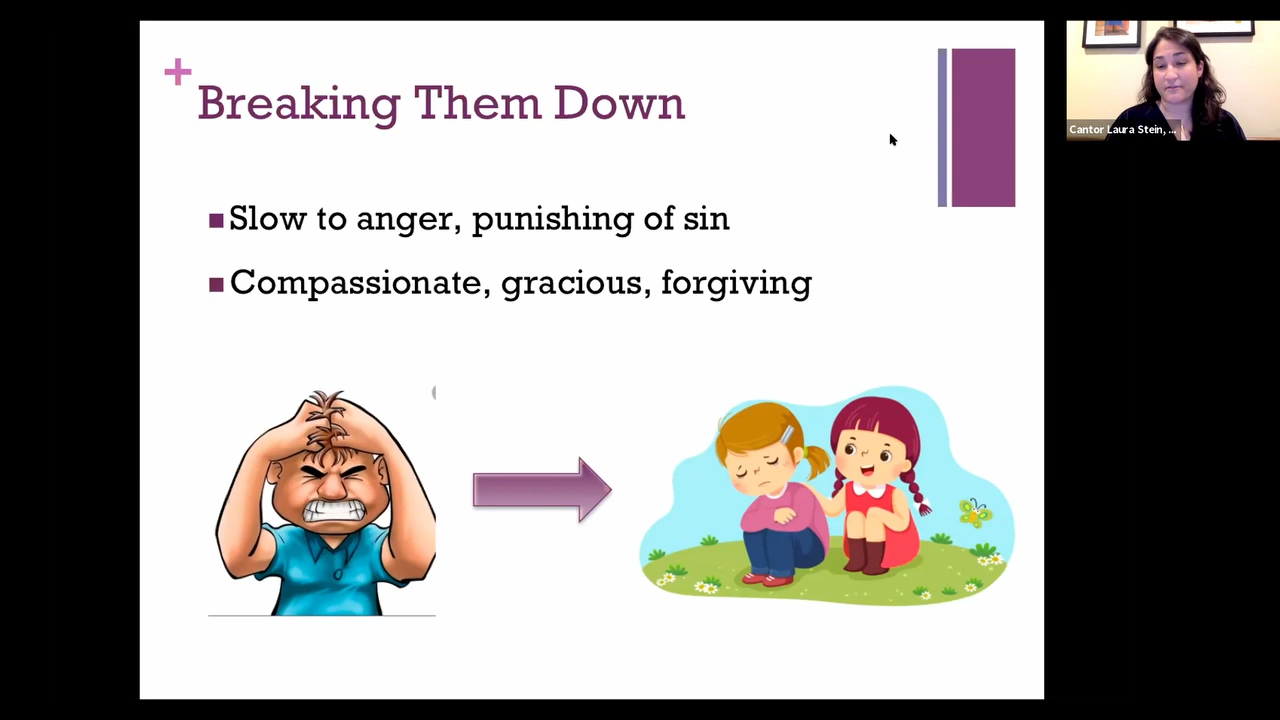 Breaking Them Down
Slow to anger, punishing of sin
Compassionate, gracious, forgiving
Cantor Laura Stein, ...